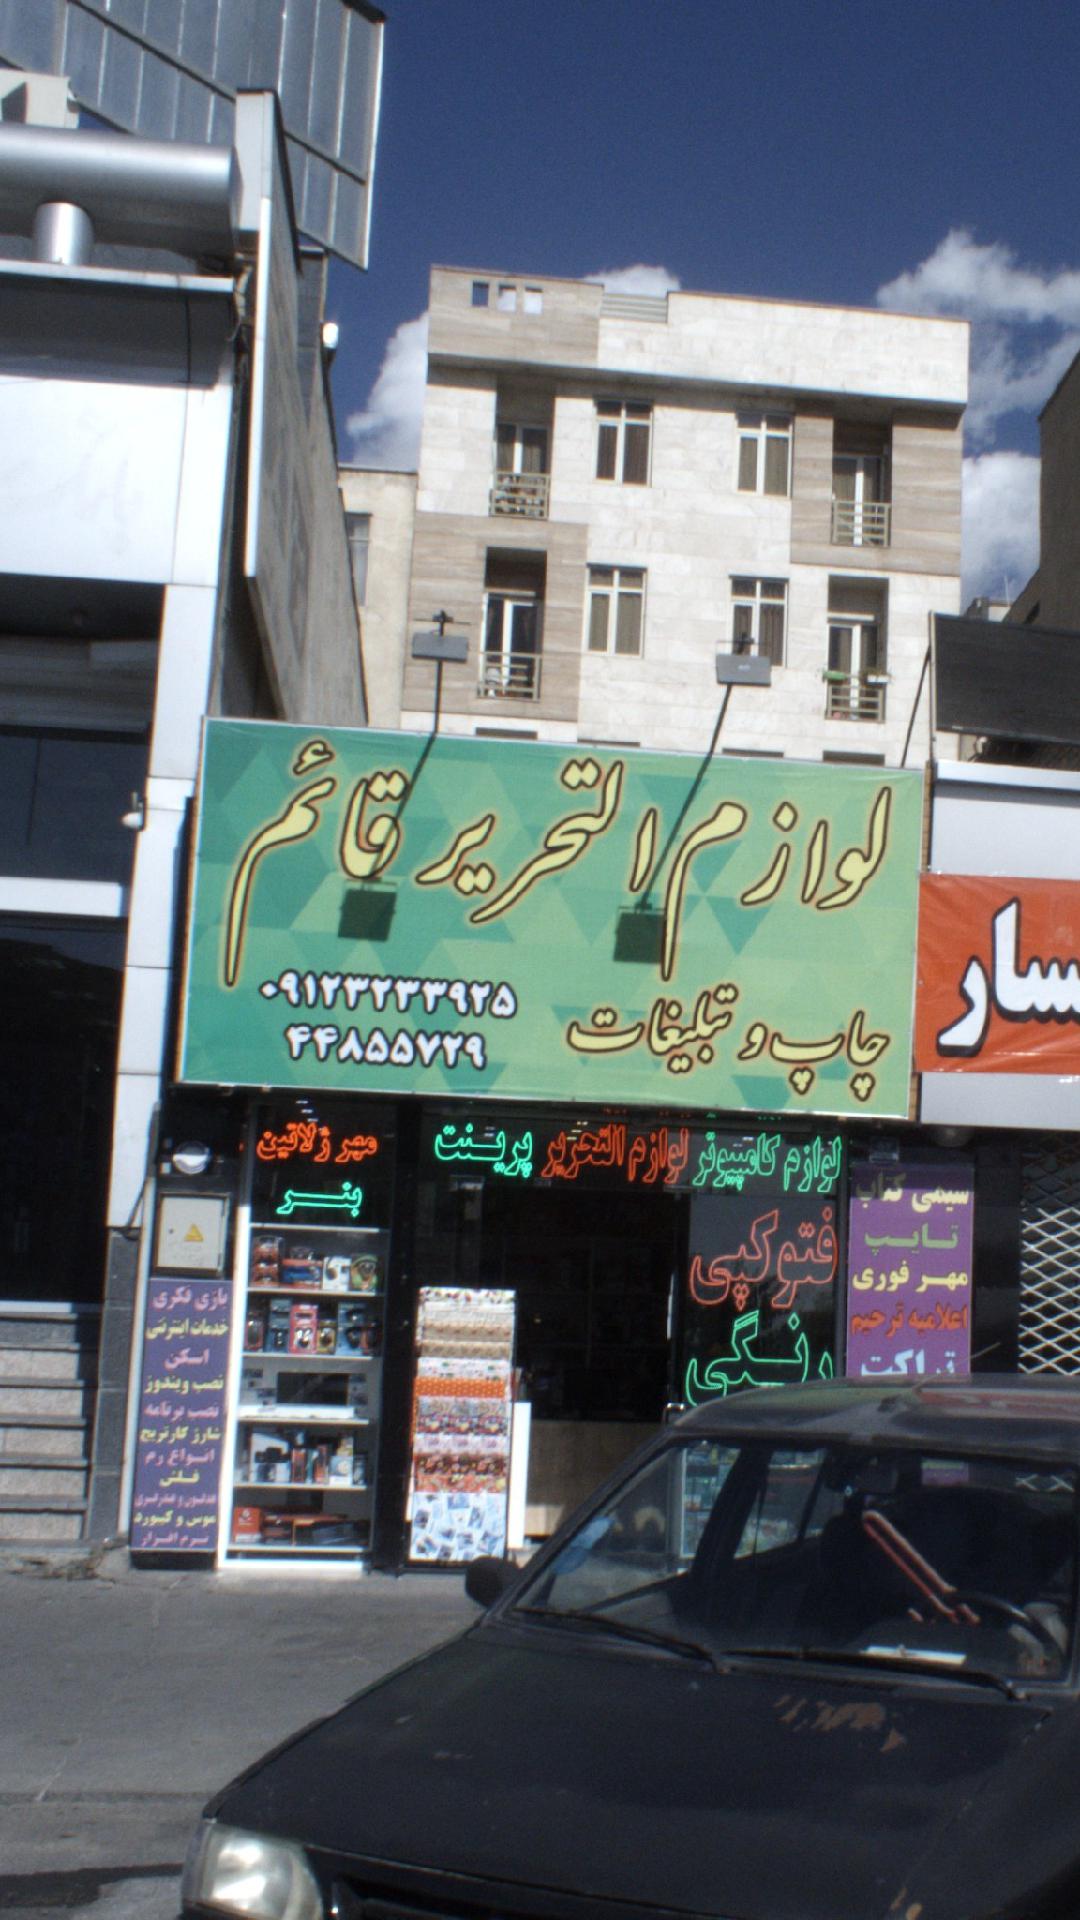 لوازم التحریر قائم
چاپ و تبلیغات
۰۹۱۲۳۲۳۳۹۲۵
۴۴۸۵۵۷۲۹
سار
لوازم کامپیوتر لوازم التحریر پرینت
مهر ژلاتین
بنر
فتوکپی
رنگی
سیمی کتاب
تایپ
مهر فوری
اعلامیه ترحیم
تراکت
بازی فکری
خدمات اینترنتی
اسکن
نصب ویندوز
نصب برنامه
شارژ کارتریج
انواع رم
فلش
موس و کیبورد
نرم افزار